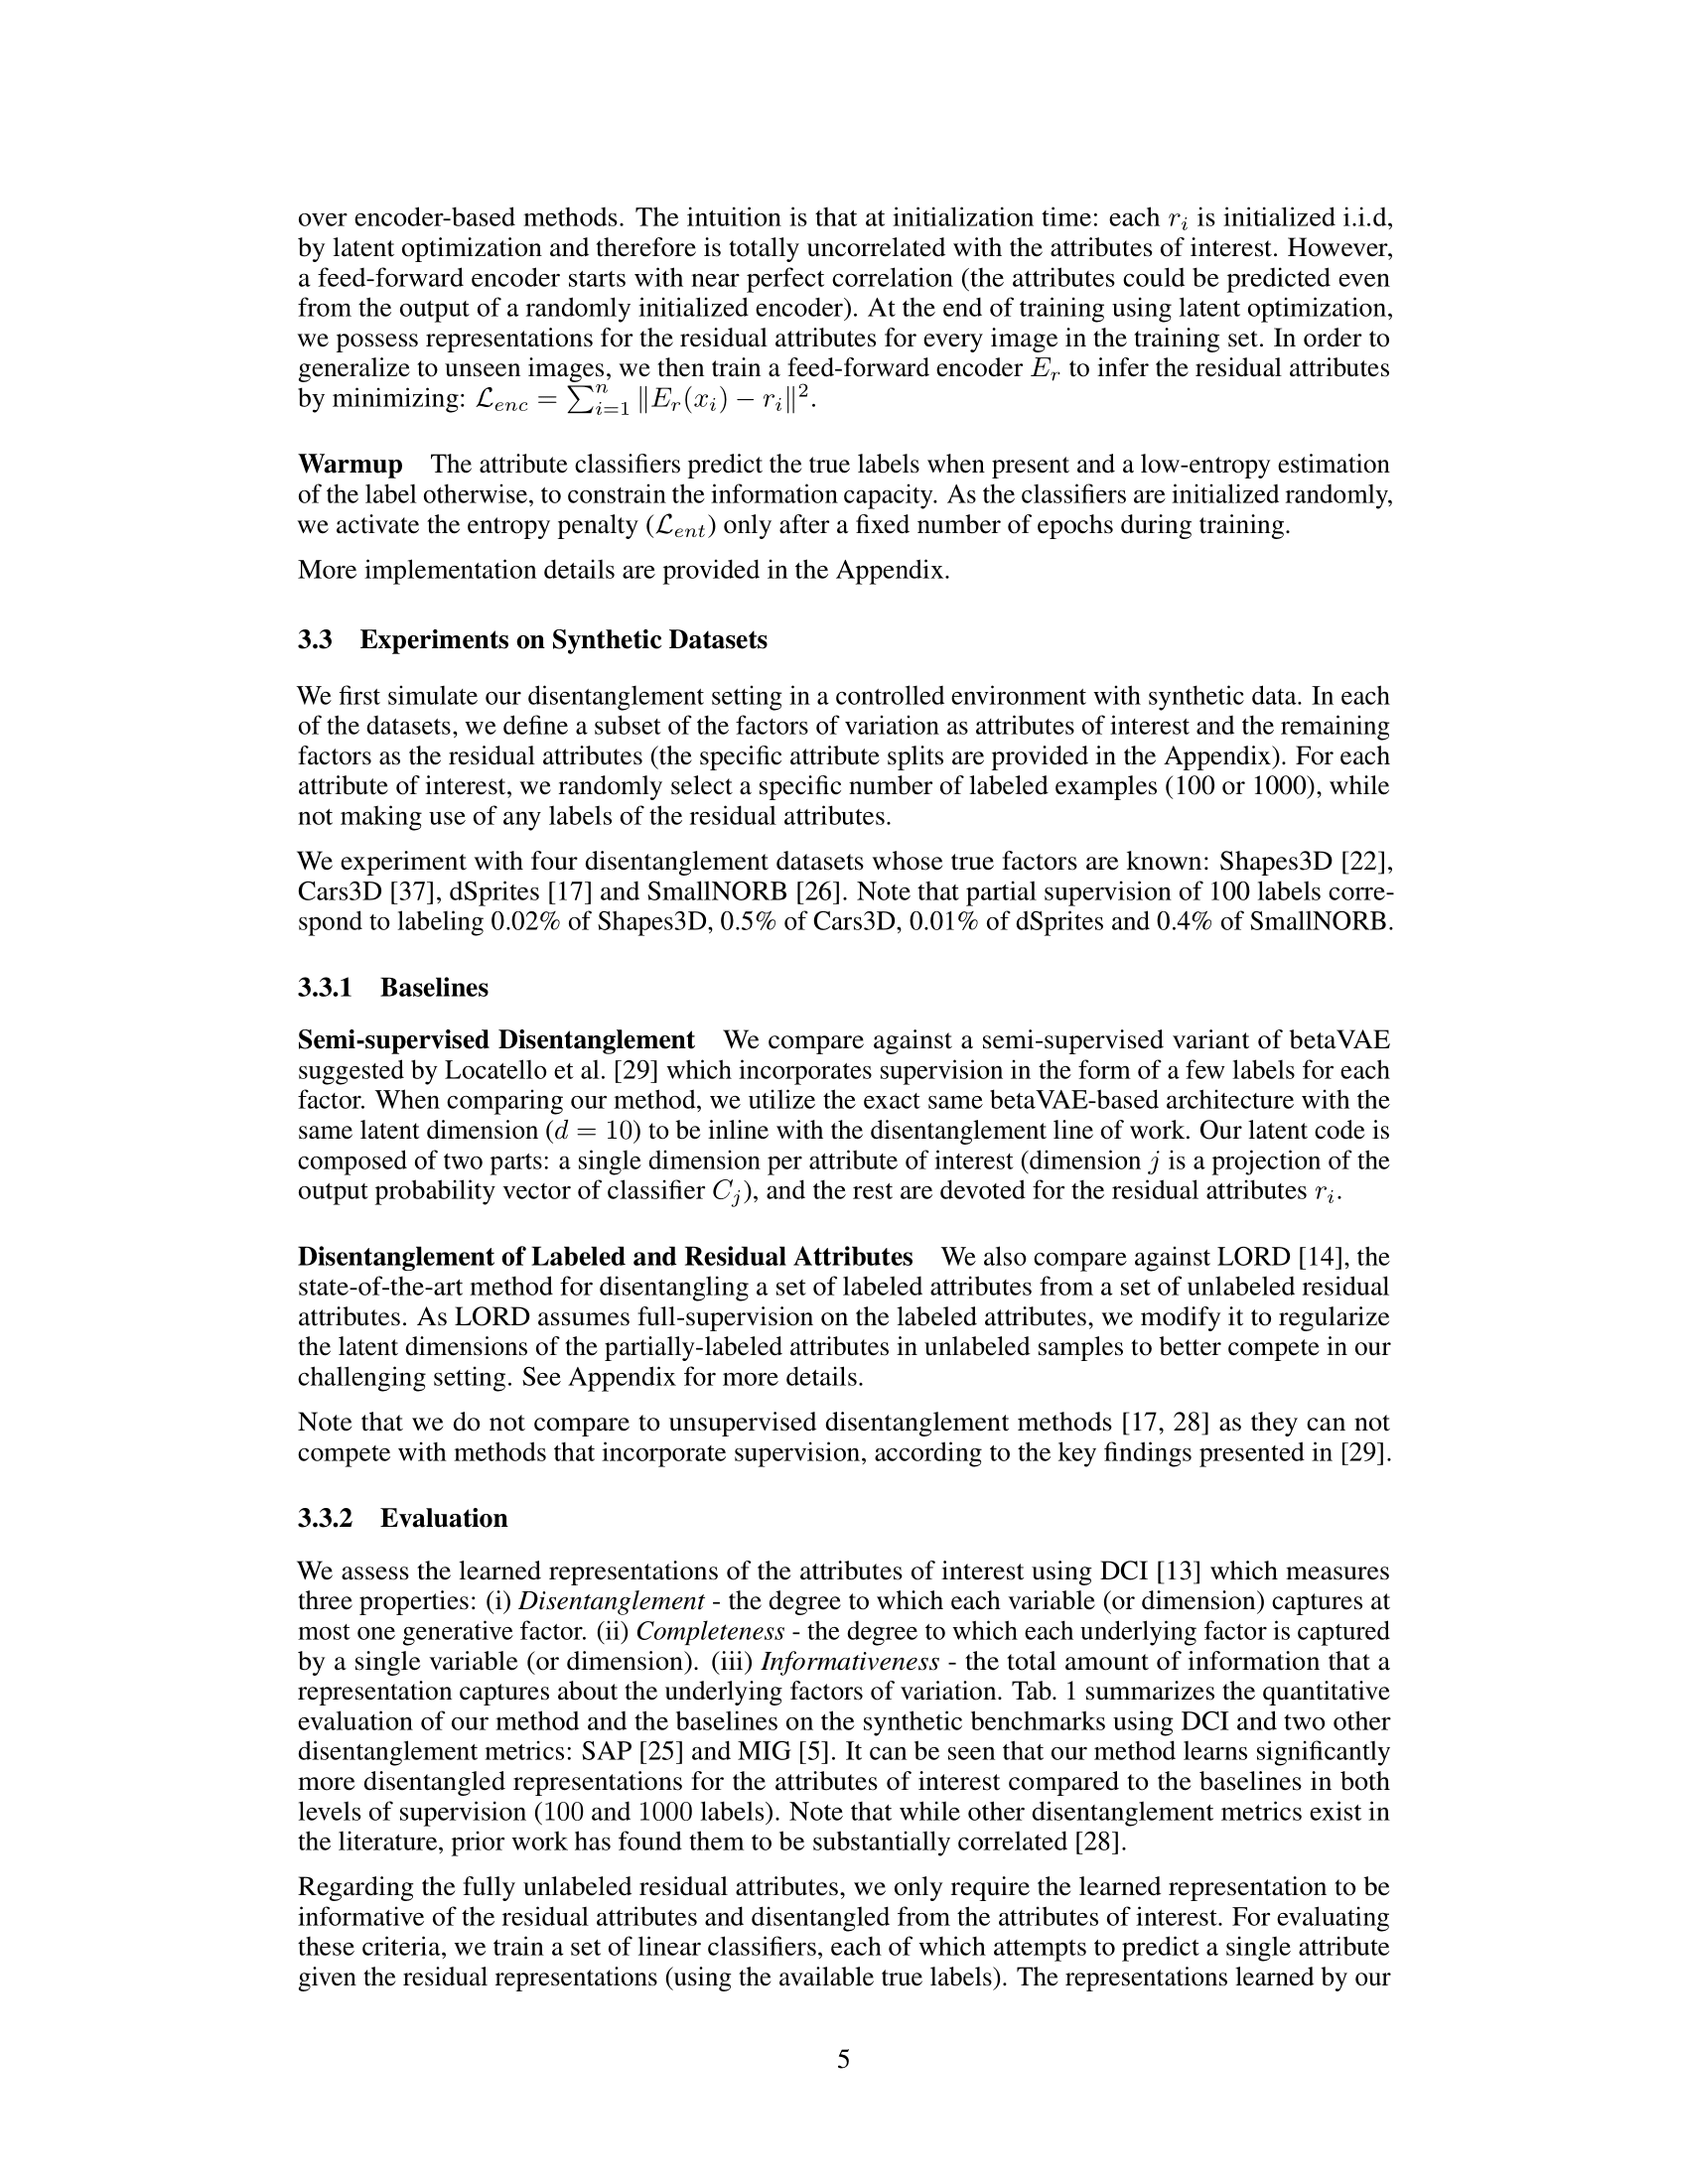 over encoder-based methods. The intuition is that at initialization time: each r_i is initialized i.i.d,
by latent optimization and therefore is totally uncorrelated with the attributes of interest. However,
a feed-forward encoder starts with near perfect correlation (the attributes could be predicted even
from the output of a randomly initialized encoder). At the end of training using latent optimization,
we possess representations for the residual attributes for every image in the training set. In order to
generalize to unseen images, we then train a feed-forward encoder E_r to infer the residual attributes
by minimizing: L_enc = ∑_{i=1}^{n} ‖E_r(x_i) − r_i‖².
Warmup The attribute classifiers predict the true labels when present and a low-entropy estimation
of the label otherwise, to constrain the information capacity. As the classifiers are initialized randomly,
we activate the entropy penalty (L_ent) only after a fixed number of epochs during training.
More implementation details are provided in the Appendix.
3.3 Experiments on Synthetic Datasets
We first simulate our disentanglement setting in a controlled environment with synthetic data. In each
of the datasets, we define a subset of the factors of variation as attributes of interest and the remaining
factors as the residual attributes (the specific attribute splits are provided in the Appendix). For each
attribute of interest, we randomly select a specific number of labeled examples (100 or 1000), while
not making use of any labels of the residual attributes.
We experiment with four disentanglement datasets whose true factors are known: Shapes3D [22],
Cars3D [37], dSprites [17] and SmallNORB [26]. Note that partial supervision of 100 labels corre-
spond to labeling 0.02% of Shapes3D, 0.5% of Cars3D, 0.01% of dSprites and 0.4% of SmallNORB.
3.3.1 Baselines
Semi-supervised Disentanglement We compare against a semi-supervised variant of betaVAE
suggested by Locatello et al. [29] which incorporates supervision in the form of a few labels for each
factor. When comparing our method, we utilize the exact same betaVAE-based architecture with the
same latent dimension (d = 10) to be inline with the disentanglement line of work. Our latent code is
composed of two parts: a single dimension per attribute of interest (dimension j is a projection of the
output probability vector of classifier C_j), and the rest are devoted for the residual attributes r_i.
Disentanglement of Labeled and Residual Attributes We also compare against LORD [14], the
state-of-the-art method for disentangling a set of labeled attributes from a set of unlabeled residual
attributes. As LORD assumes full-supervision on the labeled attributes, we modify it to regularize
the latent dimensions of the partially-labeled attributes in unlabeled samples to better compete in our
challenging setting. See Appendix for more details.
Note that we do not compare to unsupervised disentanglement methods [17, 28] as they can not
compete with methods that incorporate supervision, according to the key findings presented in [29].
3.3.2 Evaluation
We assess the learned representations of the attributes of interest using DCI [13] which measures
three properties: (i) Disentanglement - the degree to which each variable (or dimension) captures at
most one generative factor. (ii) Completeness - the degree to which each underlying factor is captured
by a single variable (or dimension). (iii) Informativeness - the total amount of information that a
representation captures about the underlying factors of variation. Tab. 1 summarizes the quantitative
evaluation of our method and the baselines on the synthetic benchmarks using DCI and two other
disentanglement metrics: SAP [25] and MIG [5]. It can be seen that our method learns significantly
more disentangled representations for the attributes of interest compared to the baselines in both
levels of supervision (100 and 1000 labels). Note that while other disentanglement metrics exist in
the literature, prior work has found them to be substantially correlated [28].
Regarding the fully unlabeled residual attributes, we only require the learned representation to be
informative of the residual attributes and disentangled from the attributes of interest. For evaluating
these criteria, we train a set of linear classifiers, each of which attempts to predict a single attribute
given the residual representations (using the available true labels). The representations learned by our
5